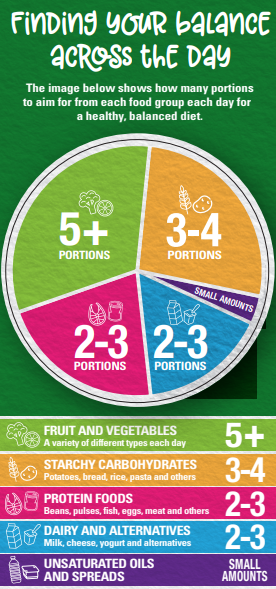 Finding your balance
across the day
The image below shows how many portions
to aim for from each food group each day for
a healthy, balanced diet.
5+
PORTIONS
3-4
PORTIONS
SMALL AMOUNTS
2-3
PORTIONS
2-3
PORTIONS
FRUIT AND VEGETABLES
A variety of different types each day
5+
STARCHY CARBOHYDRATES
Potatoes, bread, rice, pasta and others
3-4
PROTEIN FOODS
Beans, pulses, fish, eggs, meat and others
2-3
DAIRY AND ALTERNATIVES
Milk, cheese, yogurt and alternatives
2-3
UNSATURATED OILS
AND SPREADS
SMALL
AMOUNTS